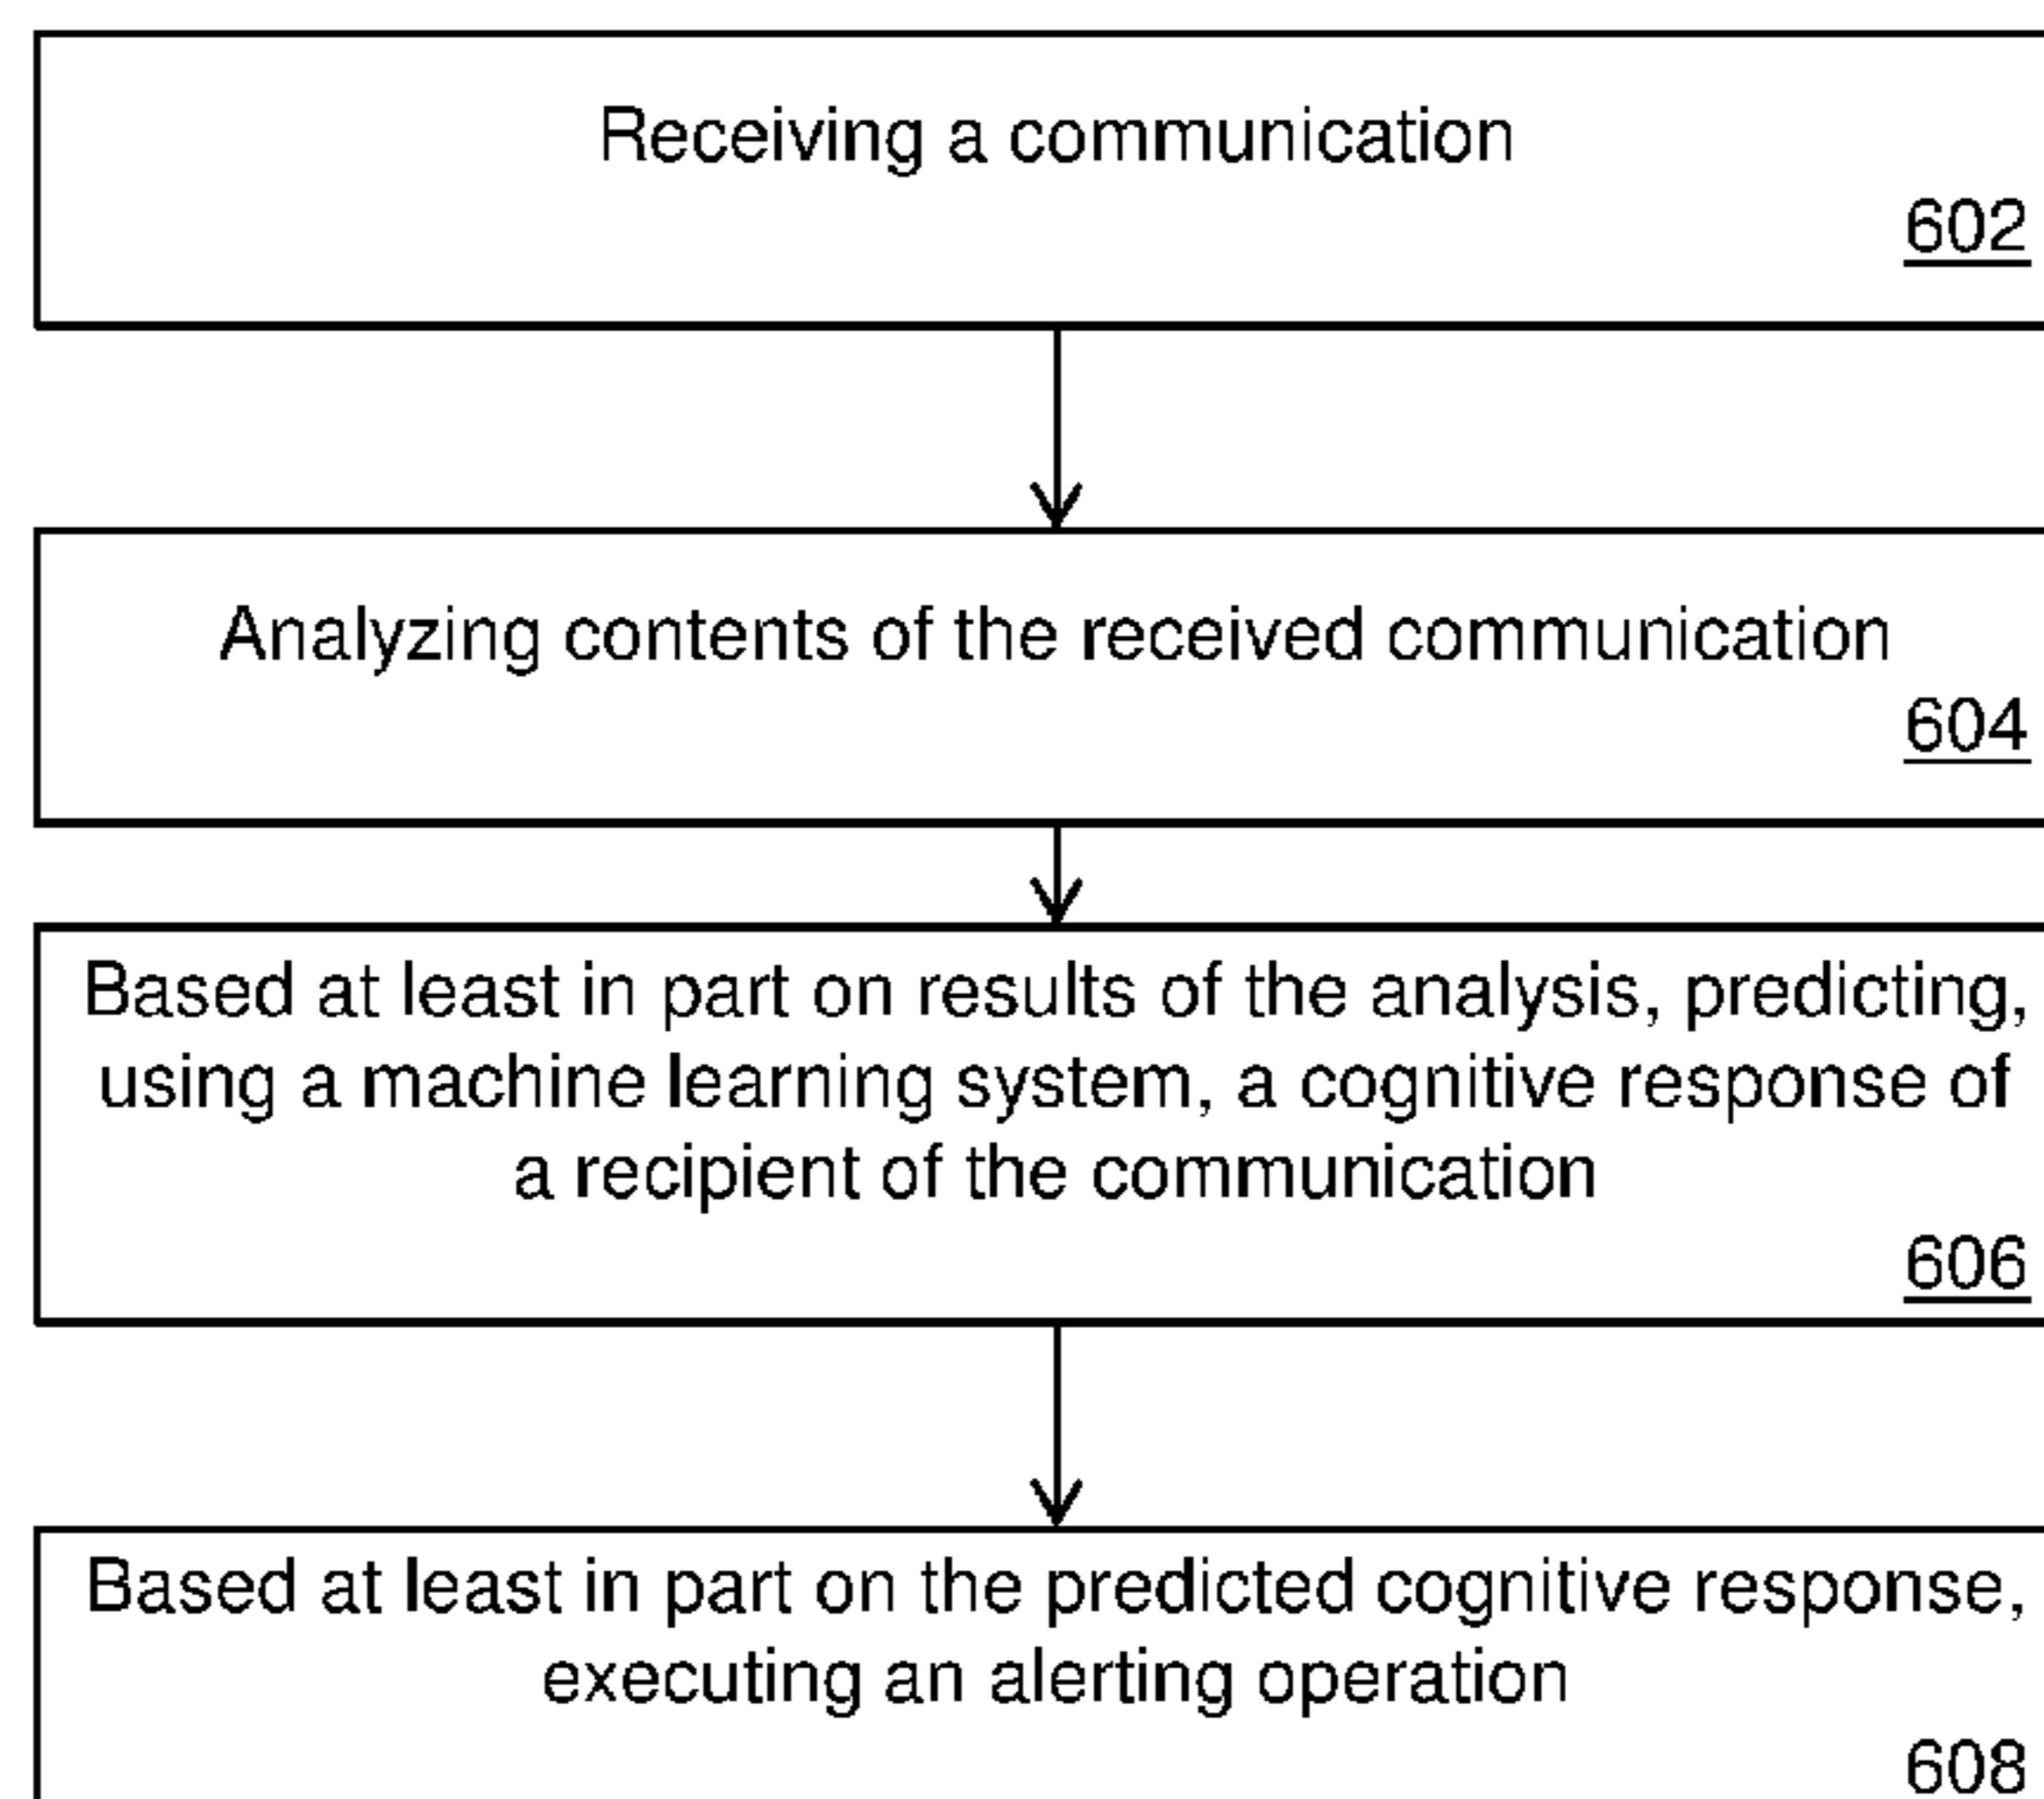 Receiving a communication
602
Analyzing contents of the received communication
604
Based at least in part on results of the analysis, predicting,
using a machine learning system, a cognitive response of
a recipient of the communication
606
Based at least in part on the predicted cognitive response,
executing an alerting operation
608